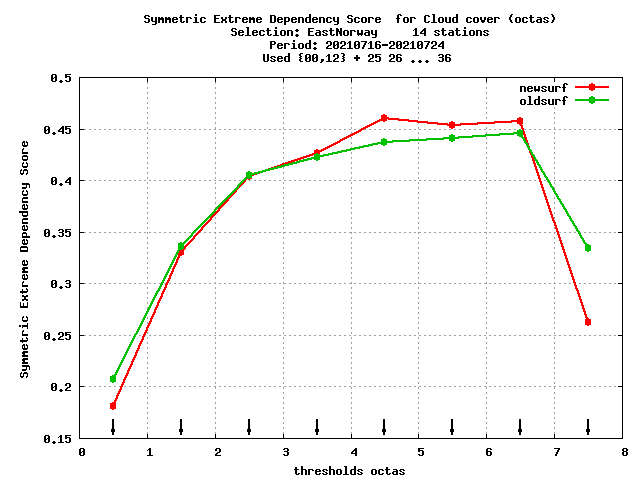 Symmetric Extreme Dependency Score  for Cloud cover (octas)
Selection: EastNorway     14 stations
Period: 20210716-20210724
Used {00,12} + 25 26 ... 36
newsurf
oldsurf
0.5
0.45
0.4
0.35
0.3
0.25
0.2
0.15
Symmetric Extreme Dependency Score
0 1 2 3 4 5 6 7 8
thresholds octas